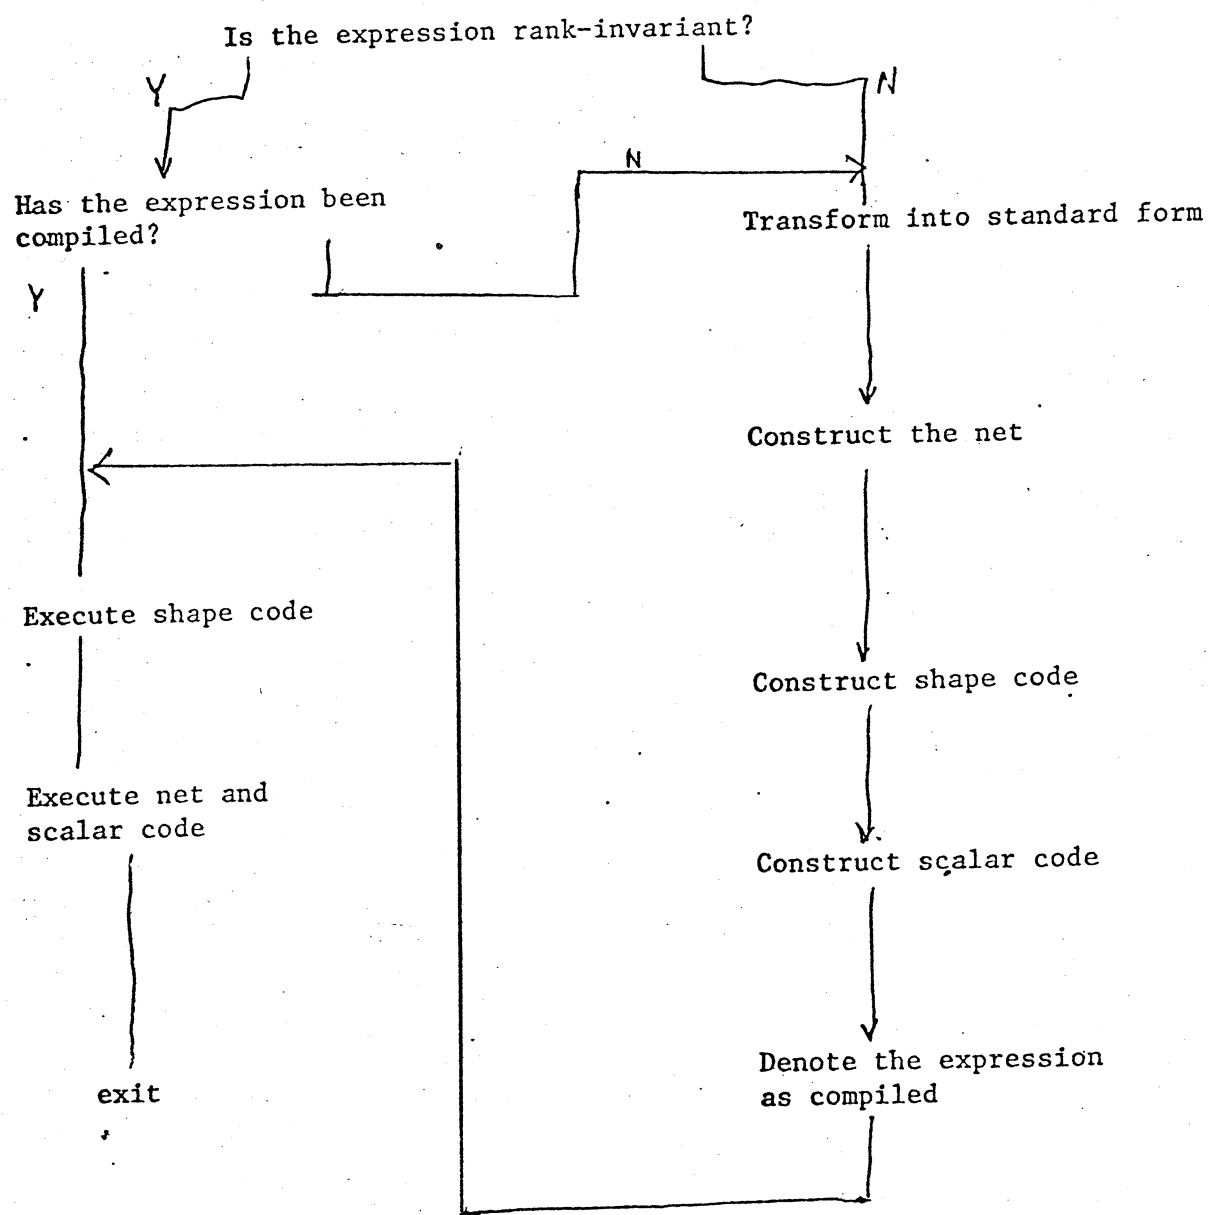 Is the expression rank-invariant?
Y
N
N
Has the expression been
compiled?
Transform into standard form
Y
Construct the net
Execute shape code
Construct shape code
Execute net and
scalar code
Construct scalar code
Denote the expression
as compiled
exit